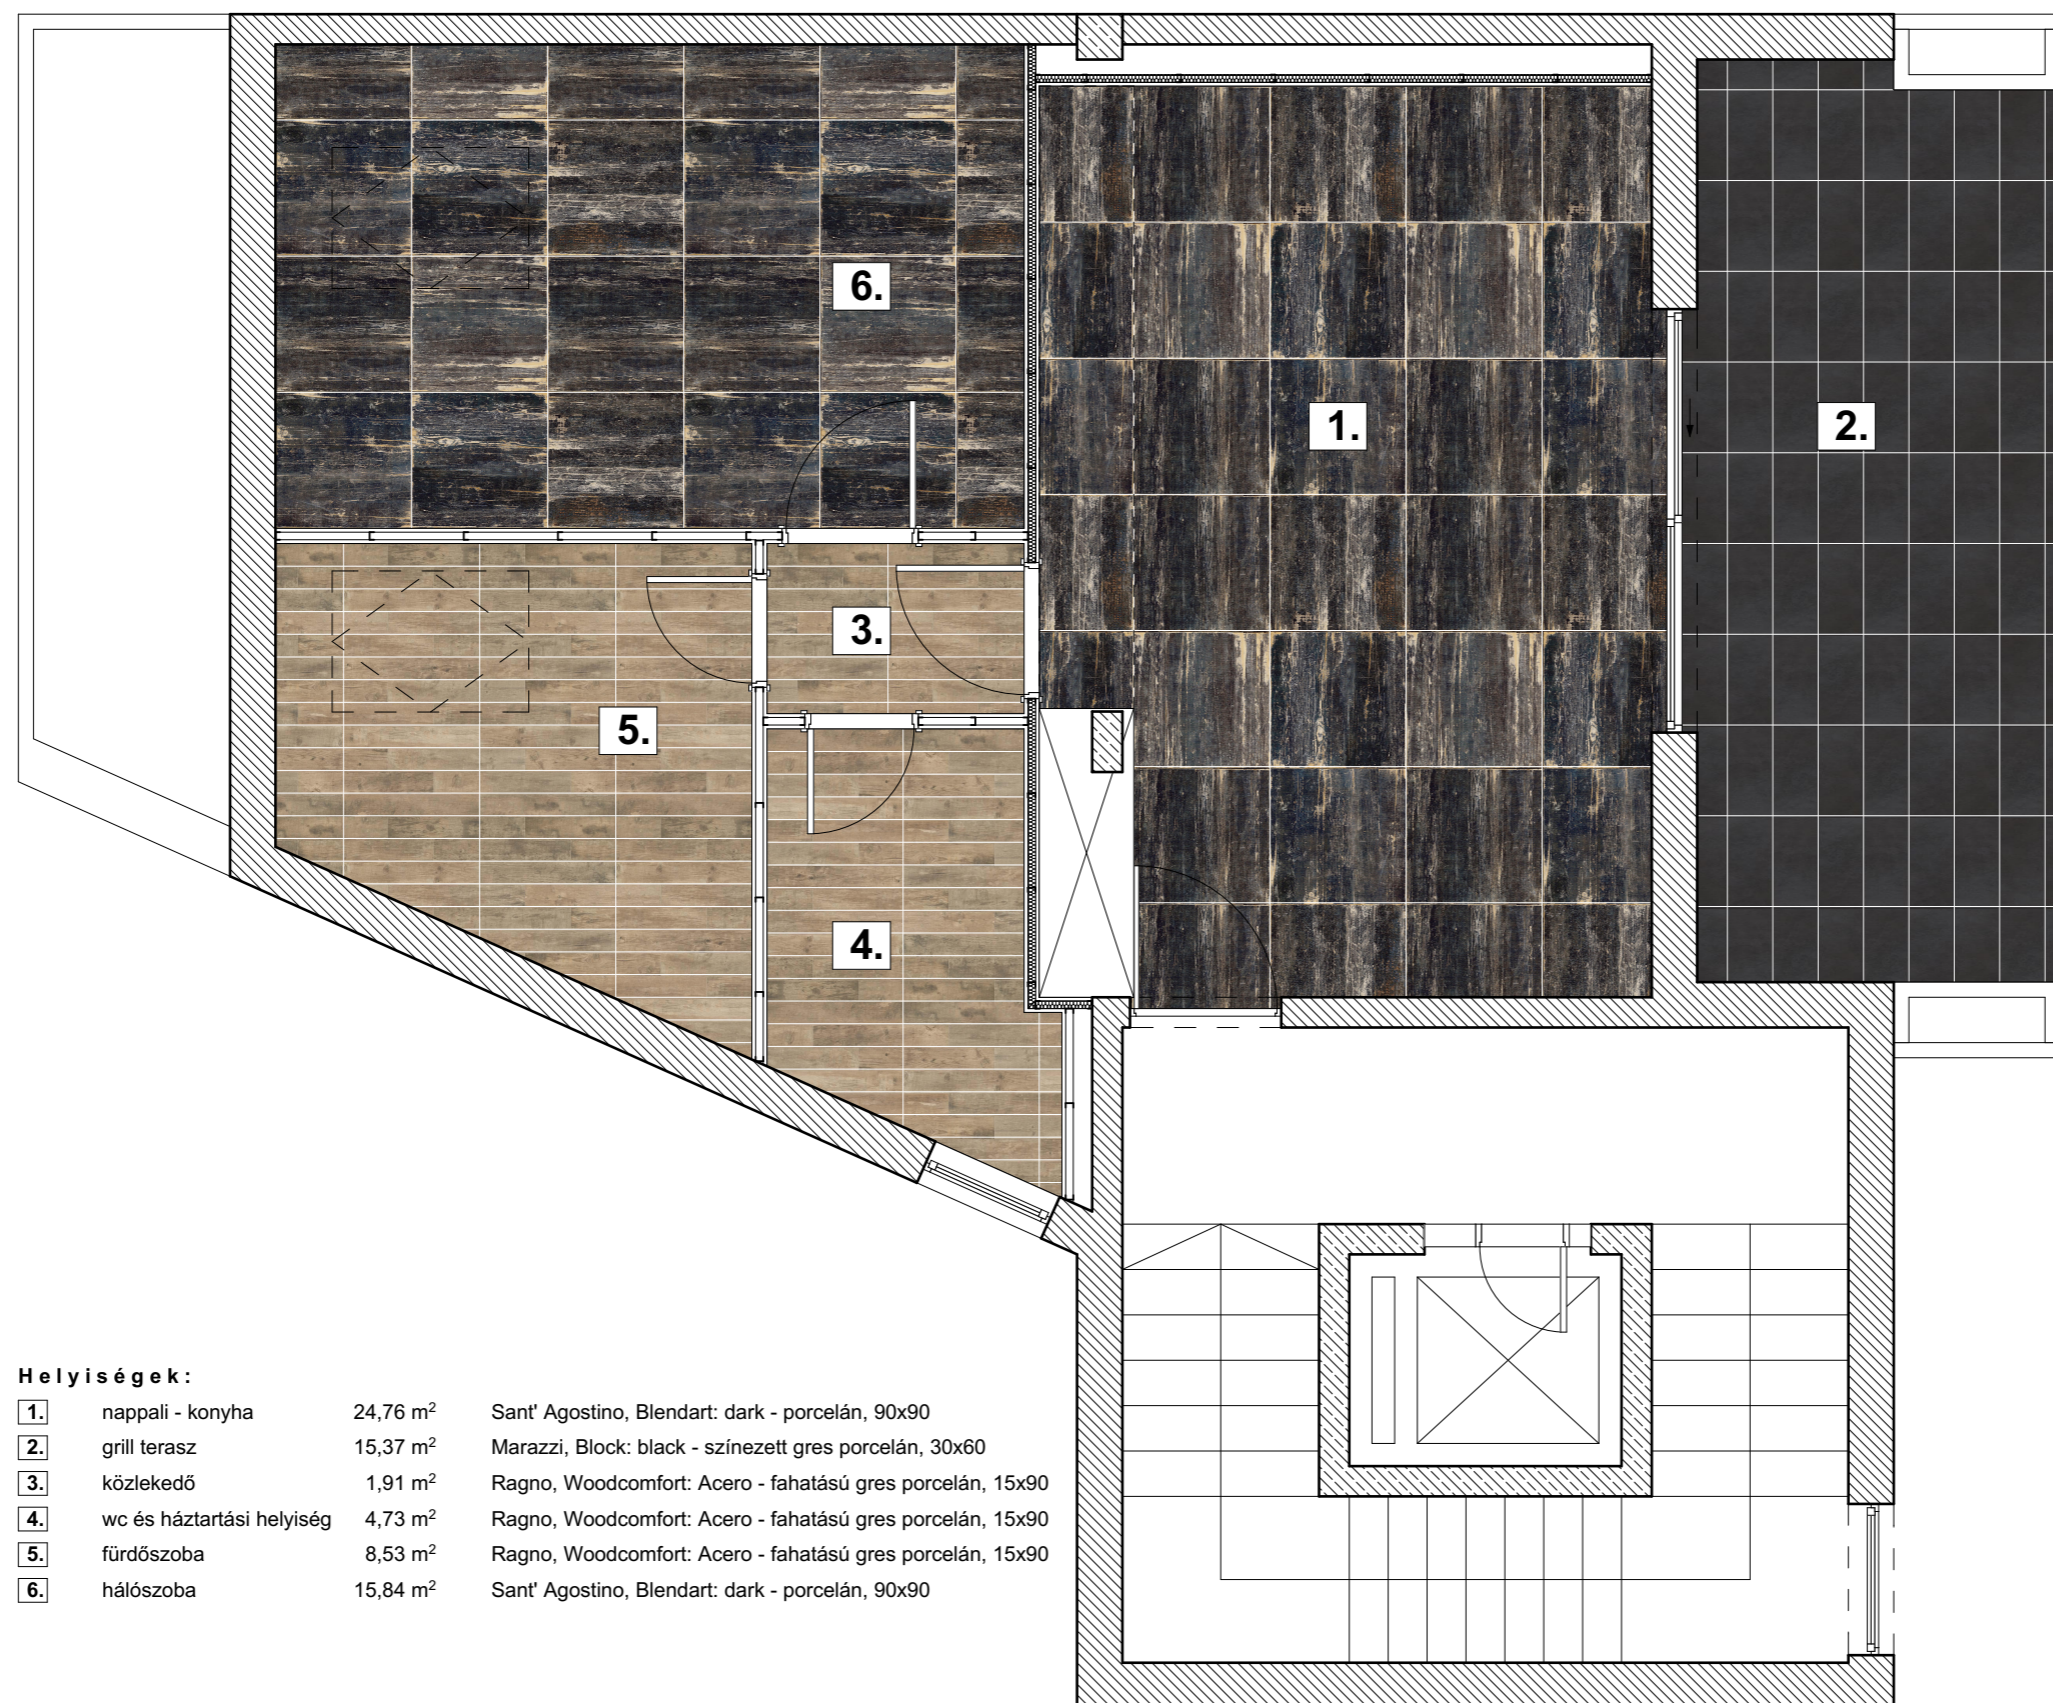 6.
1.
2.
3.
5.
4.
Helyiségek:
1. nappali - konyha 24,76 m² Sant' Agostino, Blendart: dark - porcelán, 90x90
2. grill terasz 15,37 m² Marazzi, Block: black - színezett gres porcelán, 30x60
3. közlekedő 1,91 m² Ragno, Woodcomfort: Acero - fahatású gres porcelán, 15x90
4. wc és háztartási helyiség 4,73 m² Ragno, Woodcomfort: Acero - fahatású gres porcelán, 15x90
5. fürdőszoba 8,53 m² Ragno, Woodcomfort: Acero - fahatású gres porcelán, 15x90
6. hálószoba 15,84 m² Sant' Agostino, Blendart: dark - porcelán, 90x90